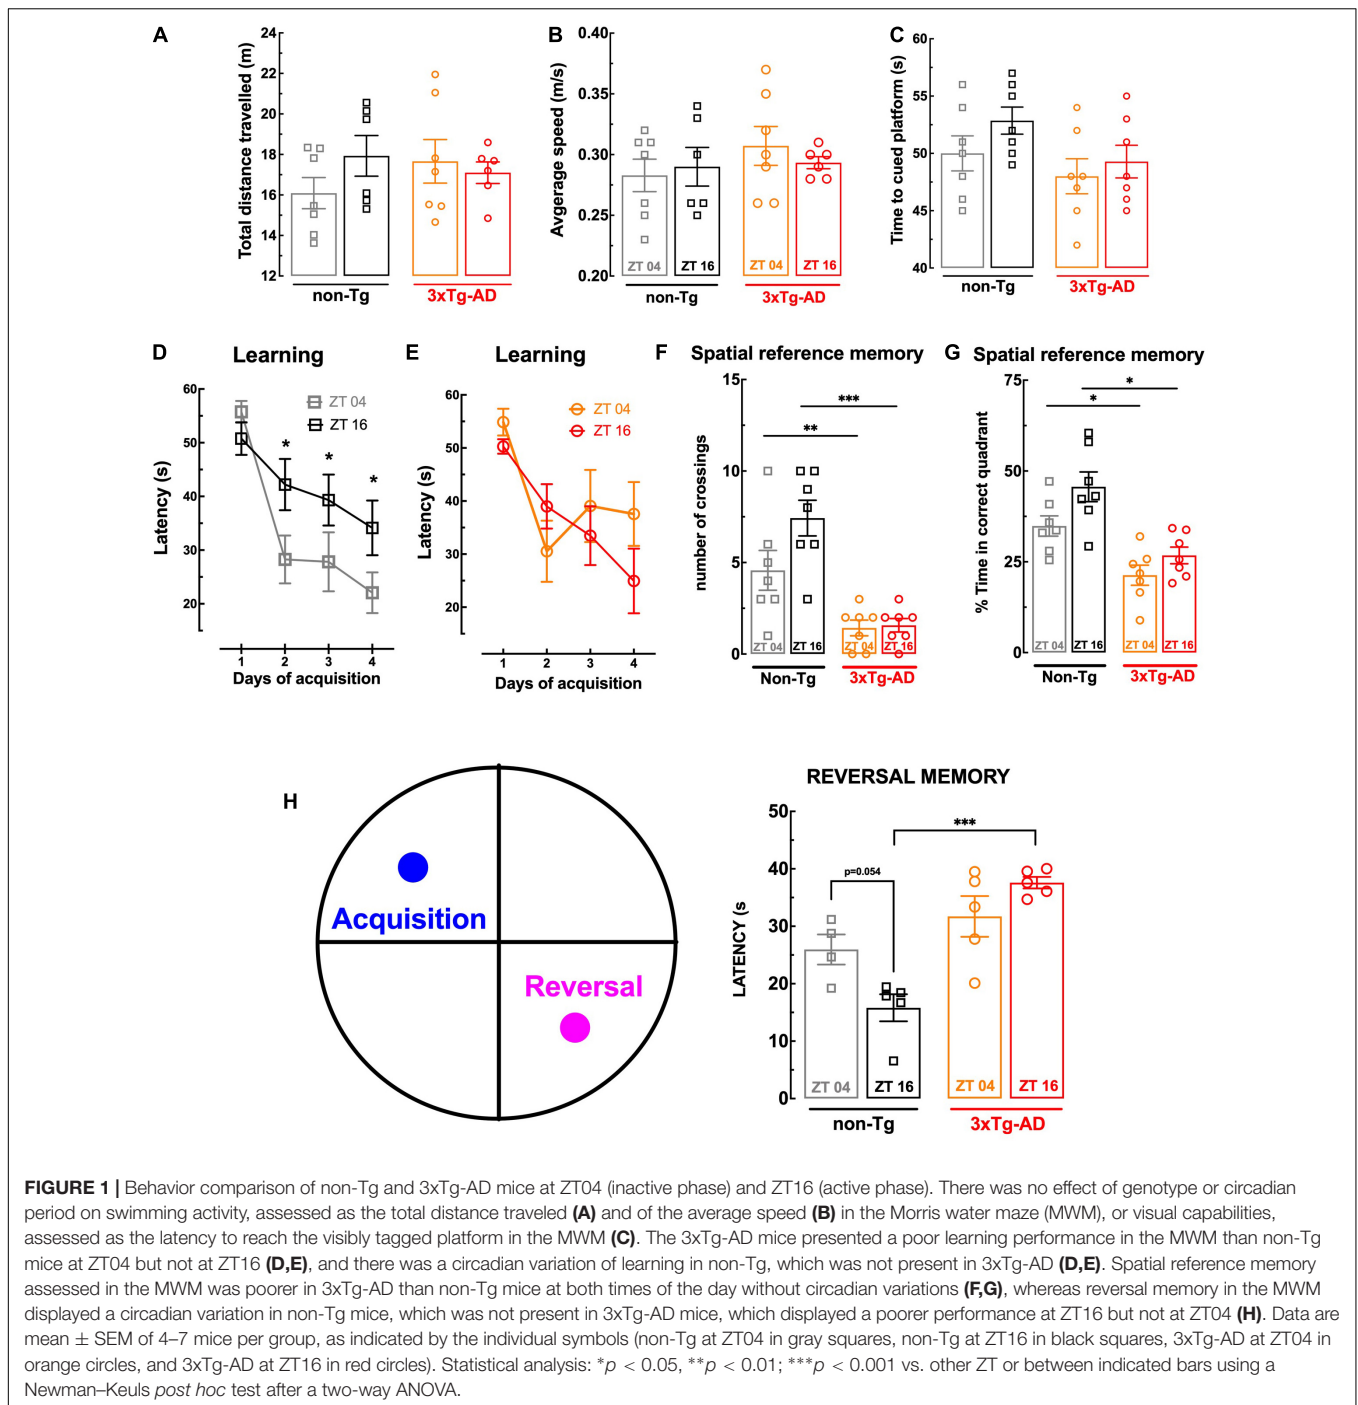 A
Total distance travelled (m)
24
22
20
18
16
14
12
non-Tg
3xTg-AD
B
Avgerage speed (m/s)
0.40
0.35
0.30
0.25
0.20
ZT 04
ZT 16
ZT 04
ZT 16
non-Tg
3xTg-AD
C
Time to cued platform (s)
60
55
50
45
40
non-Tg
3xTg-AD
D
Learning
Latency (s)
60
50
40
30
20
ZT 04
ZT 16
*
*
*
1 2 3 4
Days of acquisition
E
Learning
Latency (s)
60
50
40
30
20
ZT 04
ZT 16
1 2 3 4
Days of acquisition
F
Spatial reference memory
number of crossings
15
10
5
0
***
**
ZT 04
ZT 16
ZT 04
ZT 16
Non-Tg
3xTg-AD
G
Spatial reference memory
% Time in correct quadrant
75
50
25
0
*
*
ZT 04
ZT 16
ZT 04
ZT 16
Non-Tg
3xTg-AD
H
Acquisition
Reversal
REVERSAL MEMORY
LATENCY (s
50
40
30
20
10
0
***
p=0.054
ZT 04
ZT 16
ZT 04
ZT 16
non-Tg
3xTg-AD
FIGURE 1 | Behavior comparison of non-Tg and 3xTg-AD mice at ZT04 (inactive phase) and ZT16 (active phase). There was no effect of genotype or circadian
period on swimming activity, assessed as the total distance traveled (A) and of the average speed (B) in the Morris water maze (MWM), or visual capabilities,
assessed as the latency to reach the visibly tagged platform in the MWM (C). The 3xTg-AD mice presented a poor learning performance in the MWM than non-Tg
mice at ZT04 but not at ZT16 (D,E), and there was a circadian variation of learning in non-Tg, which was not present in 3xTg-AD (D,E). Spatial reference memory
assessed in the MWM was poorer in 3xTg-AD than non-Tg mice at both times of the day without circadian variations (F,G), whereas reversal memory in the MWM
displayed a circadian variation in non-Tg mice, which was not present in 3xTg-AD mice, which displayed a poorer performance at ZT16 but not at ZT04 (H). Data are
mean ± SEM of 4–7 mice per group, as indicated by the individual symbols (non-Tg at ZT04 in gray squares, non-Tg at ZT16 in black squares, 3xTg-AD at ZT04 in
orange circles, and 3xTg-AD at ZT16 in red circles). Statistical analysis: *p < 0.05, **p < 0.01; ***p < 0.001 vs. other ZT or between indicated bars using a
Newman–Keuls post hoc test after a two-way ANOVA.